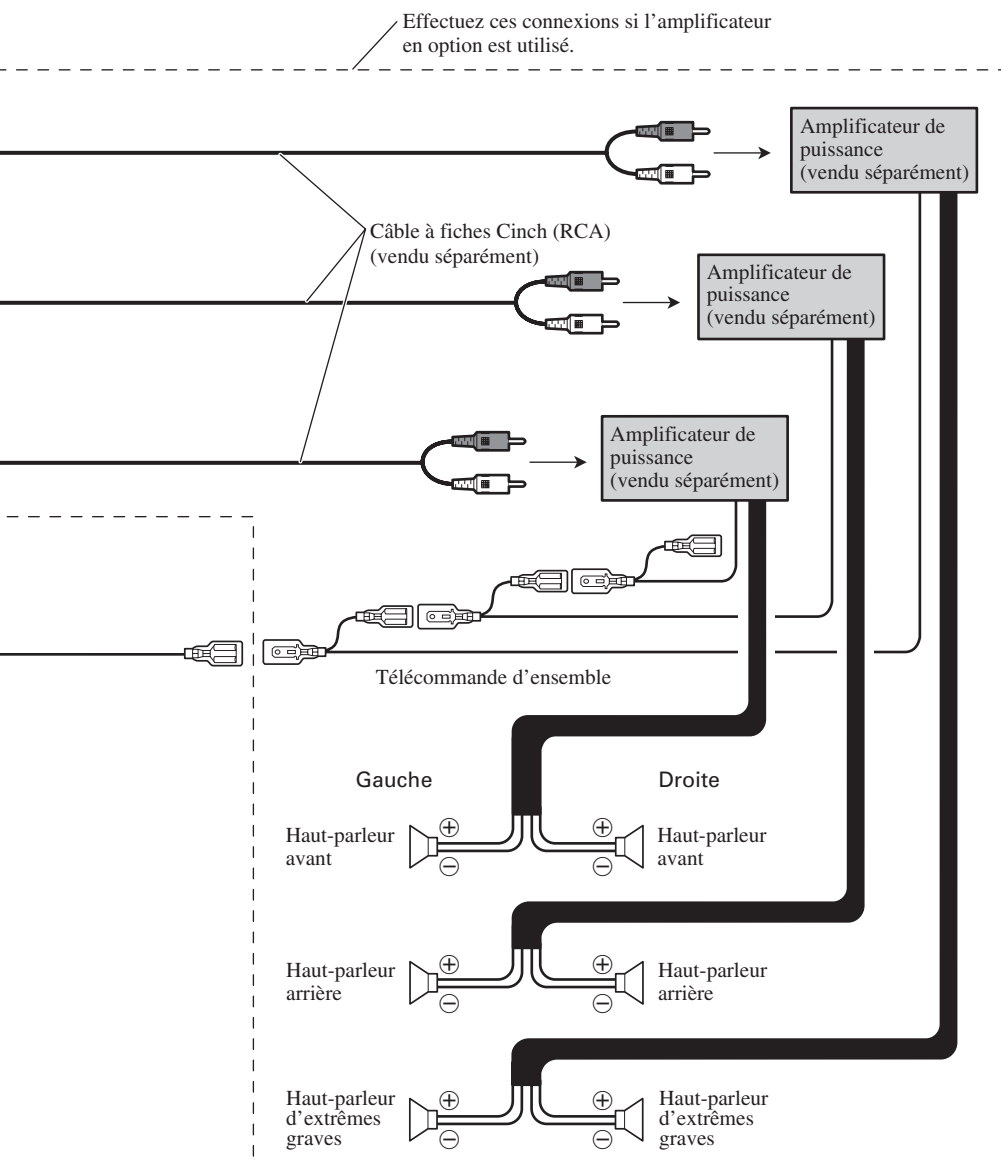 Effectuez ces connexions si l’amplificateur
en option est utilisé.
Amplificateur de
puissance
(vendu séparément)
Câble à fiches Cinch (RCA)
(vendu séparément)
Amplificateur de
puissance
(vendu séparément)
Amplificateur de
puissance
(vendu séparément)
Télécommande d’ensemble
Gauche
Droite
Haut-parleur
avant
⊕
⊖
⊕
⊖
Haut-parleur
avant
Haut-parleur
arrière
⊕
⊖
⊕
⊖
Haut-parleur
arrière
Haut-parleur
d’extrêmes
graves
⊕
⊖
⊕
⊖
Haut-parleur
d’extrêmes
graves